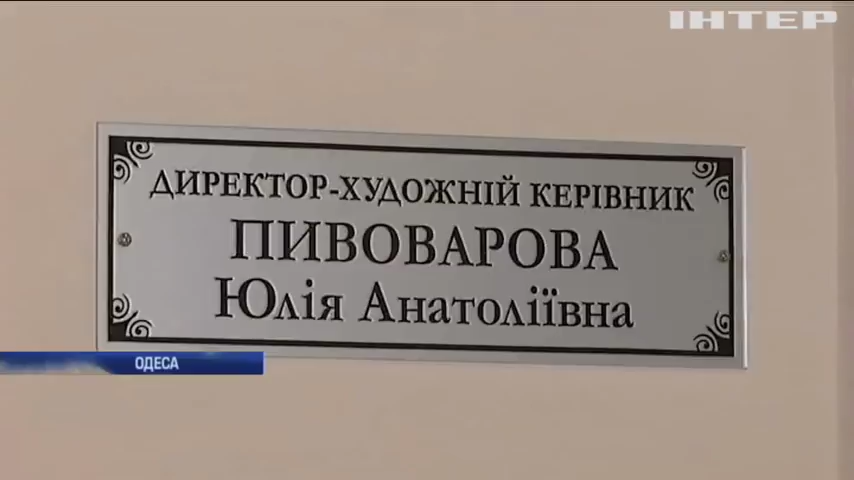 ІНТЕР
ДИРЕКТОР-ХУДОЖНІЙ КЕРІВНИК
ПИВОВАРОВА
Юлія Анатоліївна
ОДЕСА